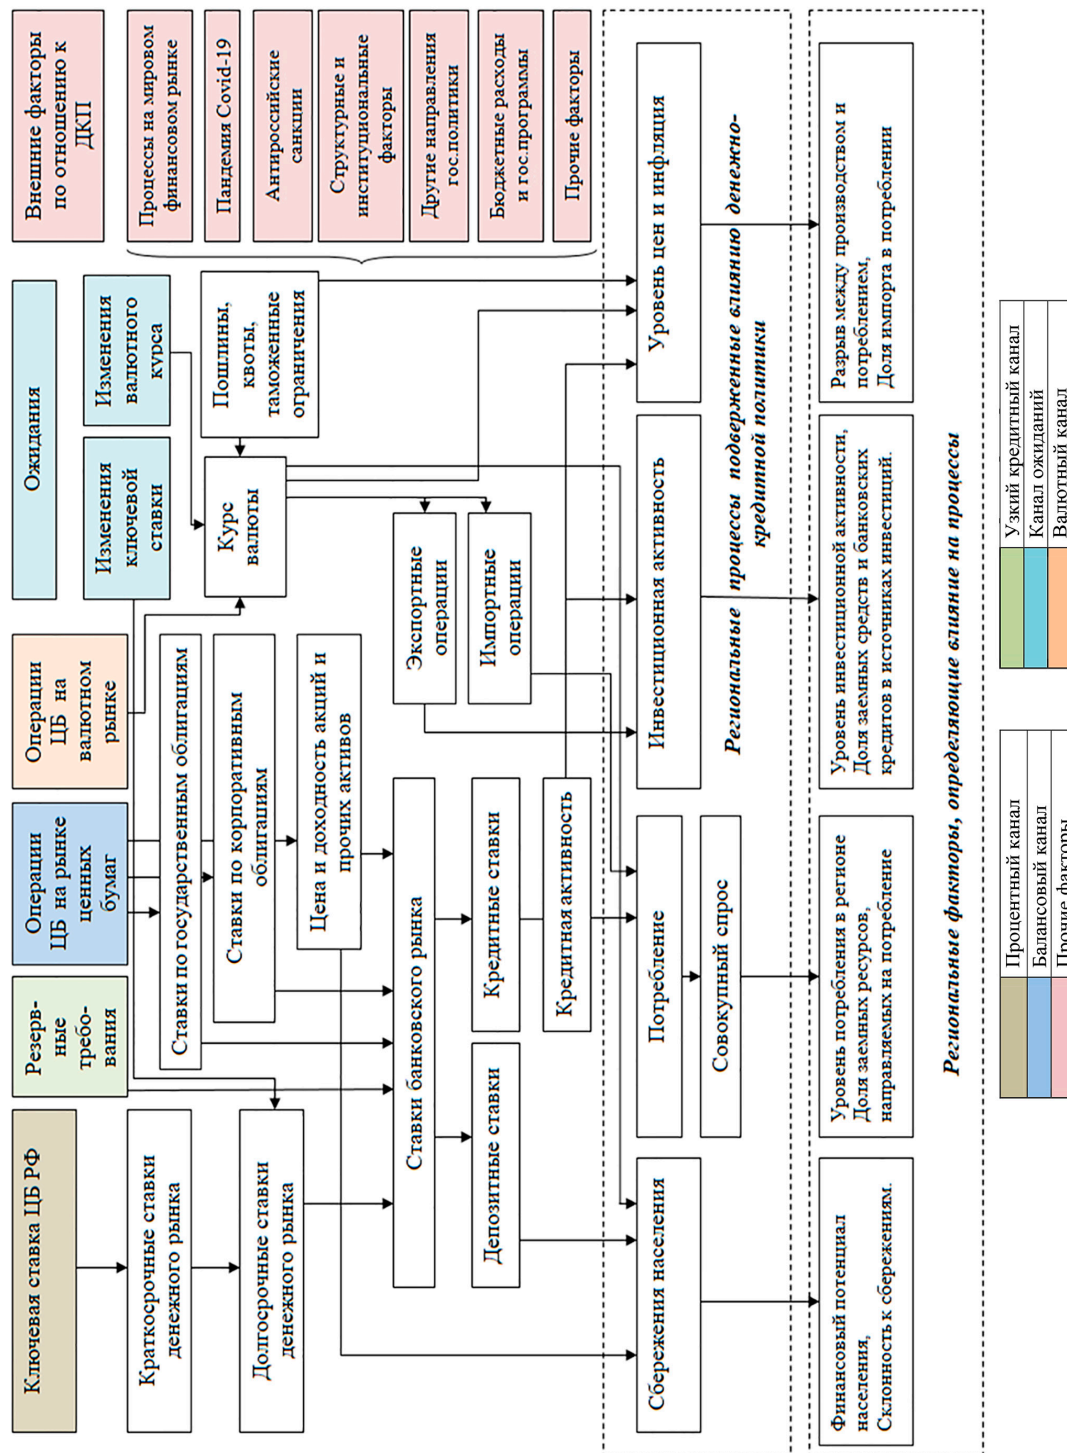 Ключевая ставка ЦБ РФ
Резерв-
ные
требо-
вания
Операции
ЦБ на рынке
ценных
бумаг
Операции
ЦБ на
валютном
рынке
Ожидания
Внешние факторы
по отношению к
ДКП
Изменения
ключевой
ставки
Изменения
валютного
курса
Процессы на мировом
финансовом рынке
Пандемия Covid-19
Антироссийские
санкции
Структурные и
институциональные
факторы
Другие направления
гос.политики
Бюджетные расходы
и гос.программы
Прочие факторы
Краткосрочные ставки
денежного рынка
Долгосрочные ставки
денежного рынка
Ставки по государственным облигациям
Ставки по корпоративным
облигациям
Цена и доходность акций и
прочих активов
Курс
валюты
Пошлины,
квоты,
таможенные
ограничения
Ставки банковского рынка
Экспортные
операции
Депозитные ставки
Кредитные ставки
Импортные
операции
Кредитная активность
Сбережения населения
Потребление
Инвестиционная активность
Уровень цен и инфляция
Совокупный спрос
Региональные процессы подверженные влиянию денежно-
кредитной политики
Финансовый потенциал
населения,
Склонность к сбережениям.
Уровень потребления в регионе
Доля заемных ресурсов,
направляемых на потребление
Уровень инвестиционной активности,
Доля заемных средств и банковских
кредитов в источниках инвестиций.
Разрыв между производством и
потреблением,
Доля импорта в потреблении
Региональные факторы, определяющие влияние на процессы
Процентный канал
Балансовый канал
Прочие факторы
Узкий кредитный канал
Канал ожиданий
Валютный канал